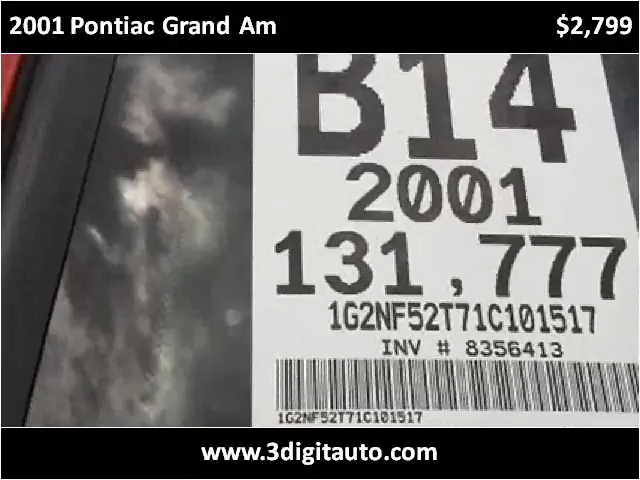 2001 Pontiac Grand Am $2,799
B14
2001
131,777
1G2NF52T71C101517
INV # 8356413
1G2NF52T71C101517
www.3digitauto.com